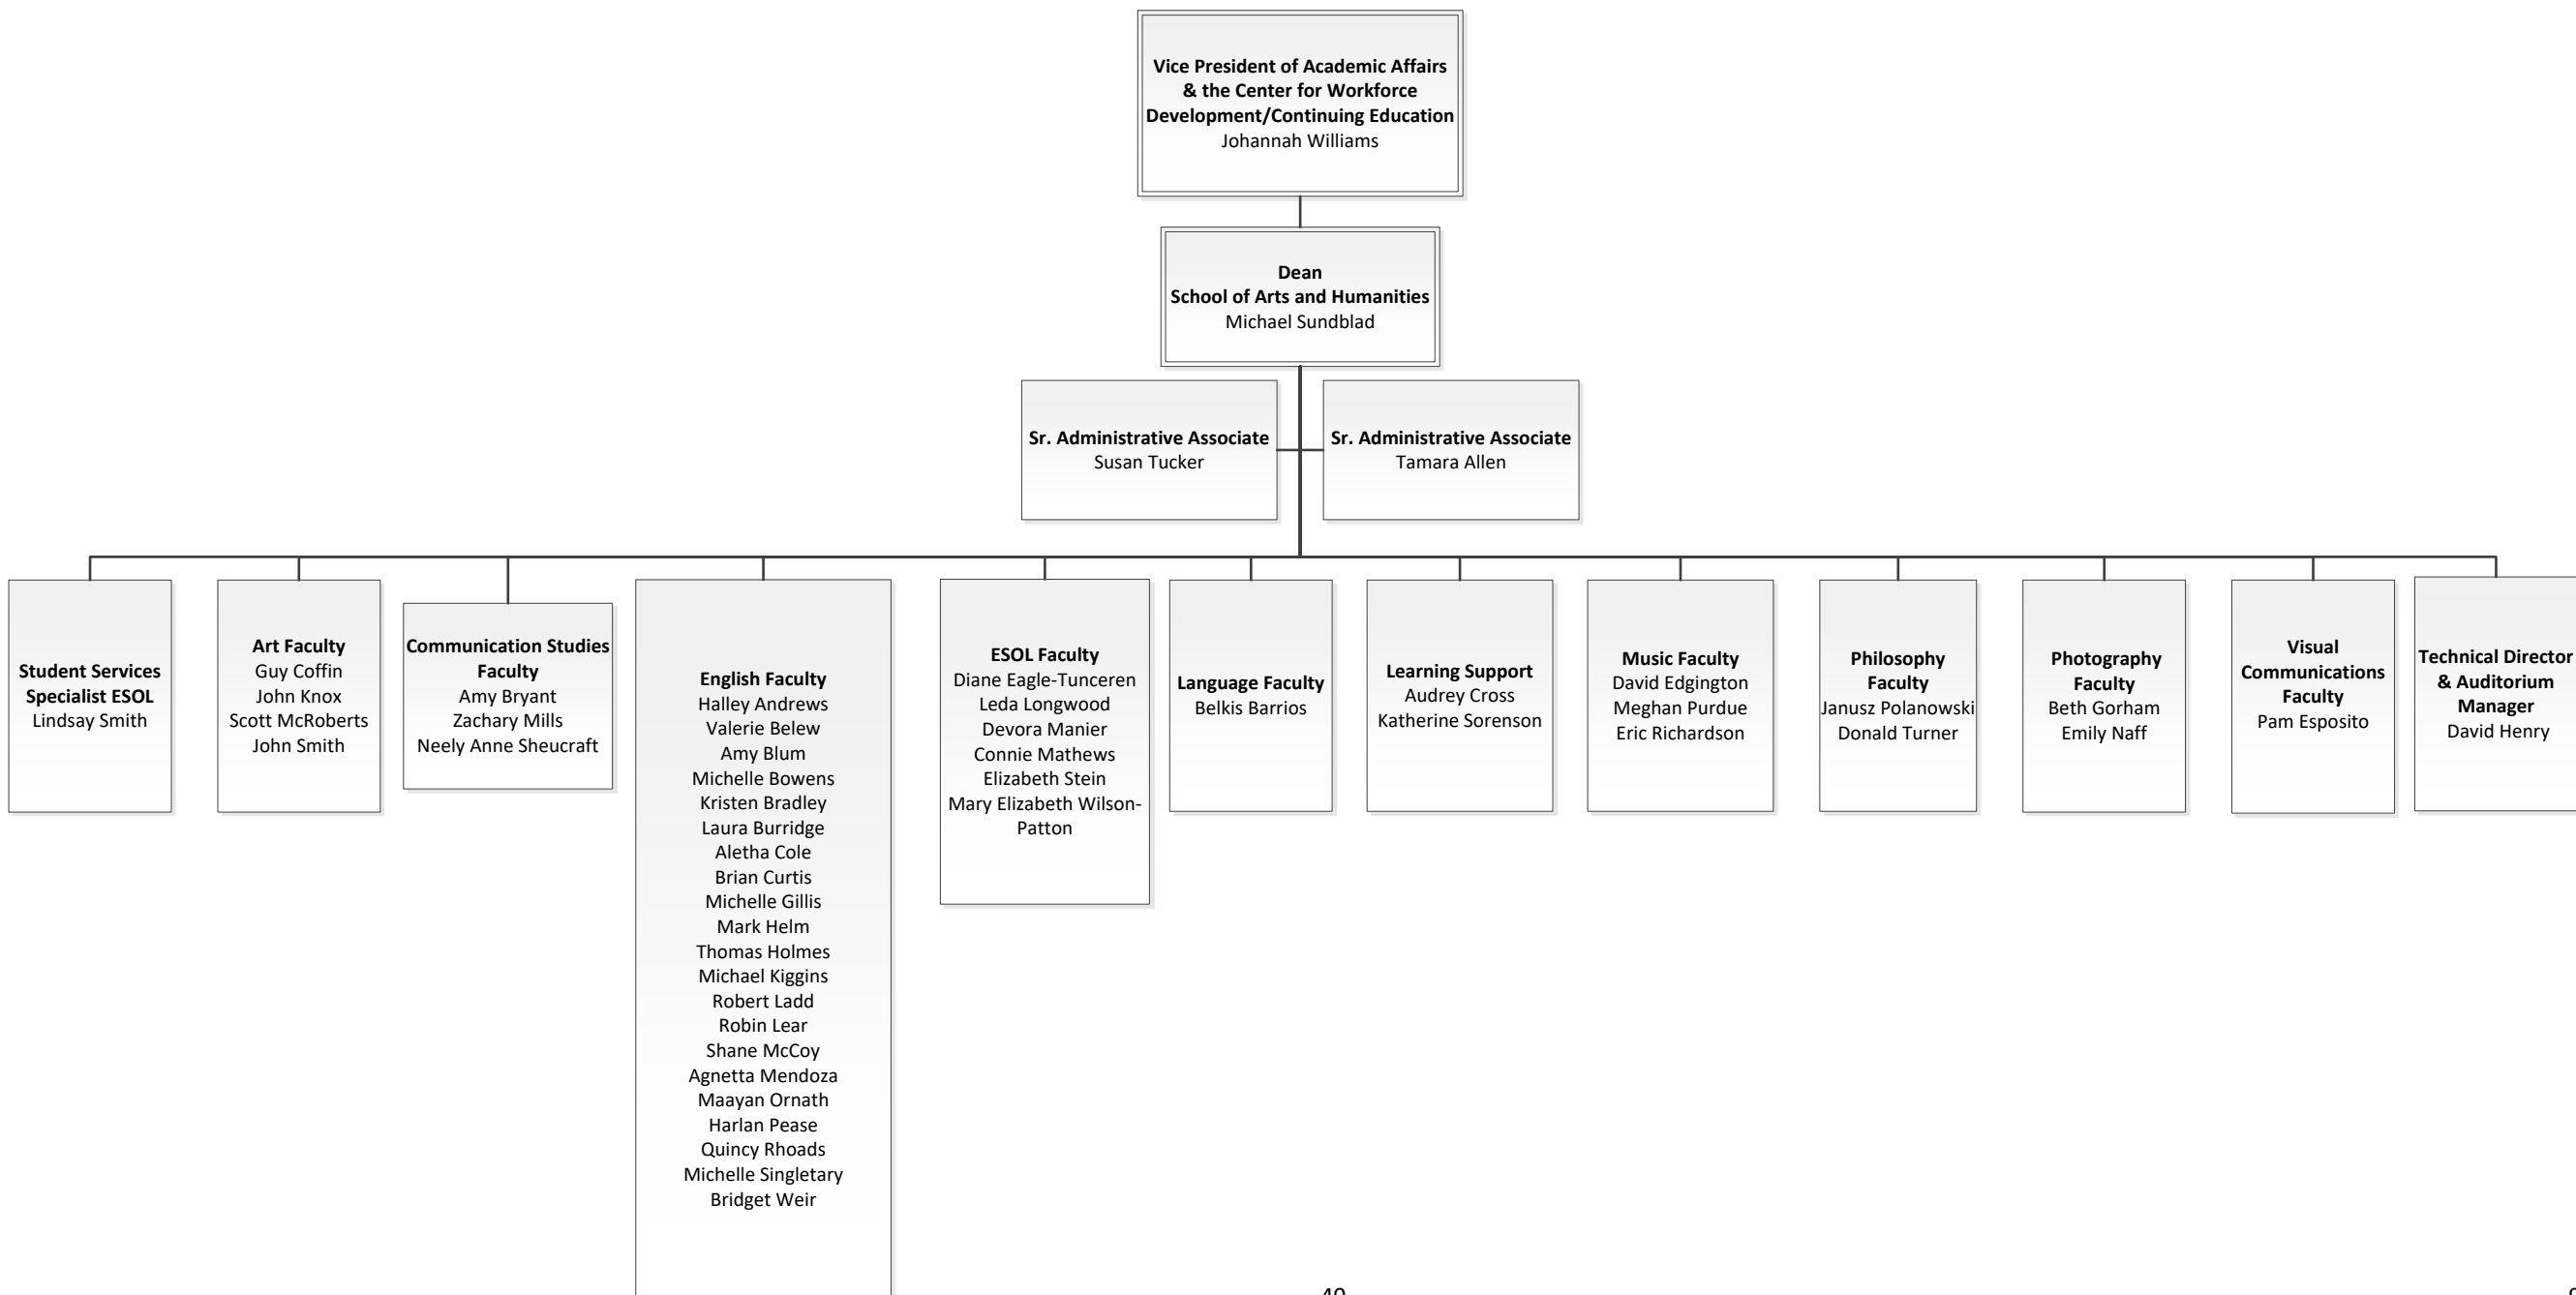 Vice President of Academic Affairs
& the Center for Workforce
Development/Continuing Education
Johannah Williams
Dean
School of Arts and Humanities
Michael Sundblad
Sr. Administrative Associate
Susan Tucker
Sr. Administrative Associate
Tamara Allen
Student Services
Specialist ESOL
Lindsay Smith
Art Faculty
Guy Coffin
John Knox
Scott McRoberts
John Smith
Communication Studies
Faculty
Amy Bryant
Zachary Mills
Neely Anne Sheucraft
English Faculty
Halley Andrews
Valerie Belew
Amy Blum
Michelle Bowens
Kristen Bradley
Laura Burridge
Aletha Cole
Brian Curtis
Michelle Gillis
Mark Helm
Thomas Holmes
Michael Kiggins
Robert Ladd
Robin Lear
Shane McCoy
Agnetta Mendoza
Maayan Ornath
Harlan Pease
Quincy Rhoads
Michelle Singletary
Bridget Weir
ESOL Faculty
Diane Eagle-Tunceren
Leda Longwood
Devora Manier
Connie Mathews
Elizabeth Stein
Mary Elizabeth Wilson-
Patton
Language Faculty
Belkis Barrios
Learning Support
Audrey Cross
Katherine Sorenson
Music Faculty
David Edgington
Meghan Purdue
Eric Richardson
Philosophy
Faculty
Janusz Polanowski
Donald Turner
Photography
Faculty
Beth Gorham
Emily Naff
Visual
Communications
Faculty
Pam Esposito
Technical Director
& Auditorium
Manager
David Henry
40